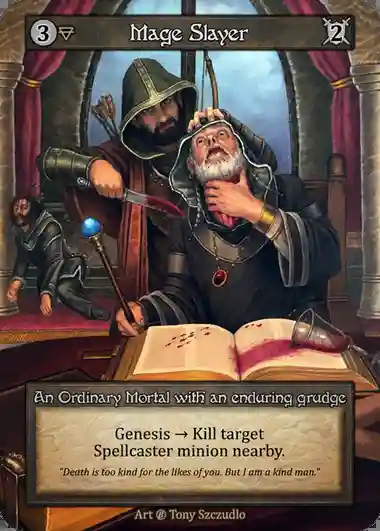 3
Mage Slayer
2
An Ordinary Mortal with an enduring grudge
Genesis → Kill target
Spellcaster minion nearby.
"Death is too kind for the likes of you. But I am a kind man."
Art @ Tony Szczudlo